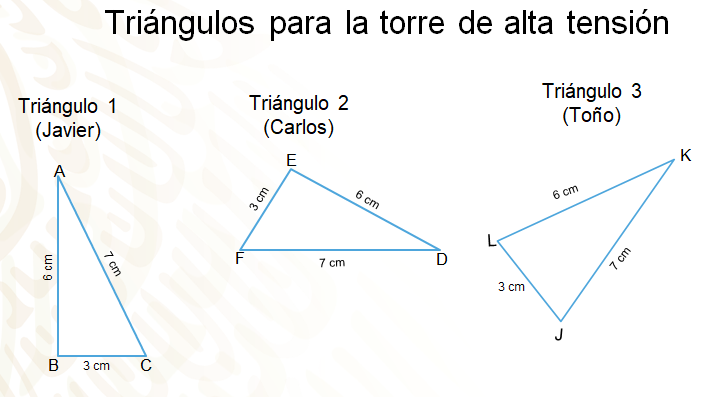 Triángulos para la torre de alta tensión
Triángulo 1
(Javier)
A
6 cm
7 cm
B
3 cm
C
Triángulo 2
(Carlos)
E
3 cm
6 cm
F
7 cm
D
Triángulo 3
(Toño)
K
6 cm
L
7 cm
3 cm
J